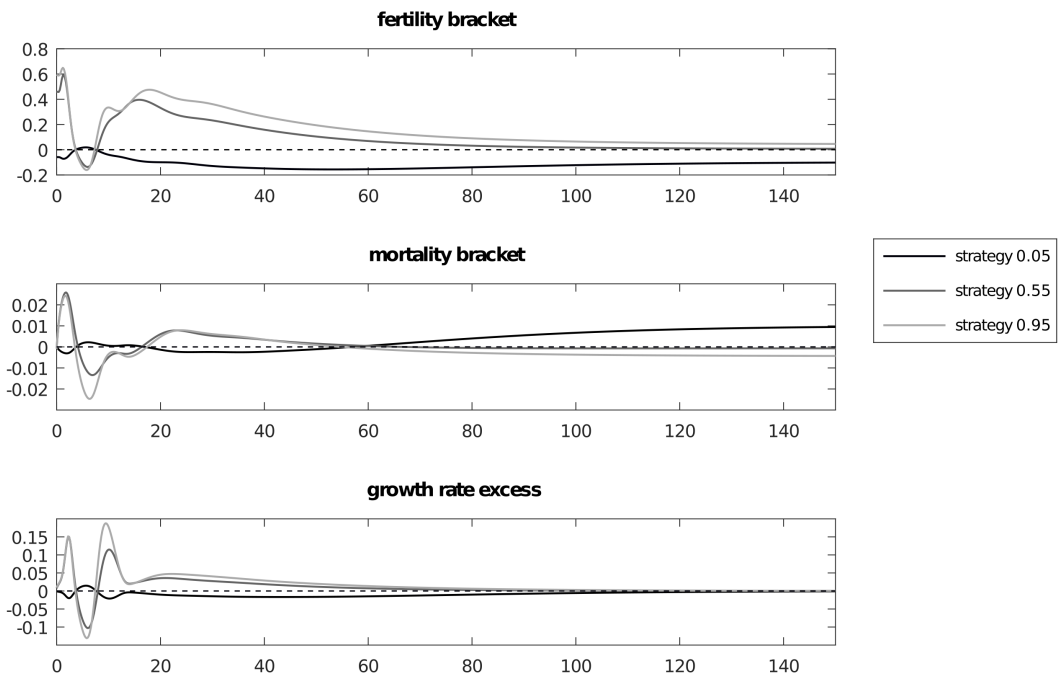 fertility bracket
0.8
0.6
0.4
0.2
0
-0.2
0 20 40 60 80 100 120 140
mortality bracket
0.02
0.01
0
-0.01
-0.02
0 20 40 60 80 100 120 140
strategy 0.05
strategy 0.55
strategy 0.95
growth rate excess
0.15
0.1
0.05
0
-0.05
-0.1
0 20 40 60 80 100 120 140